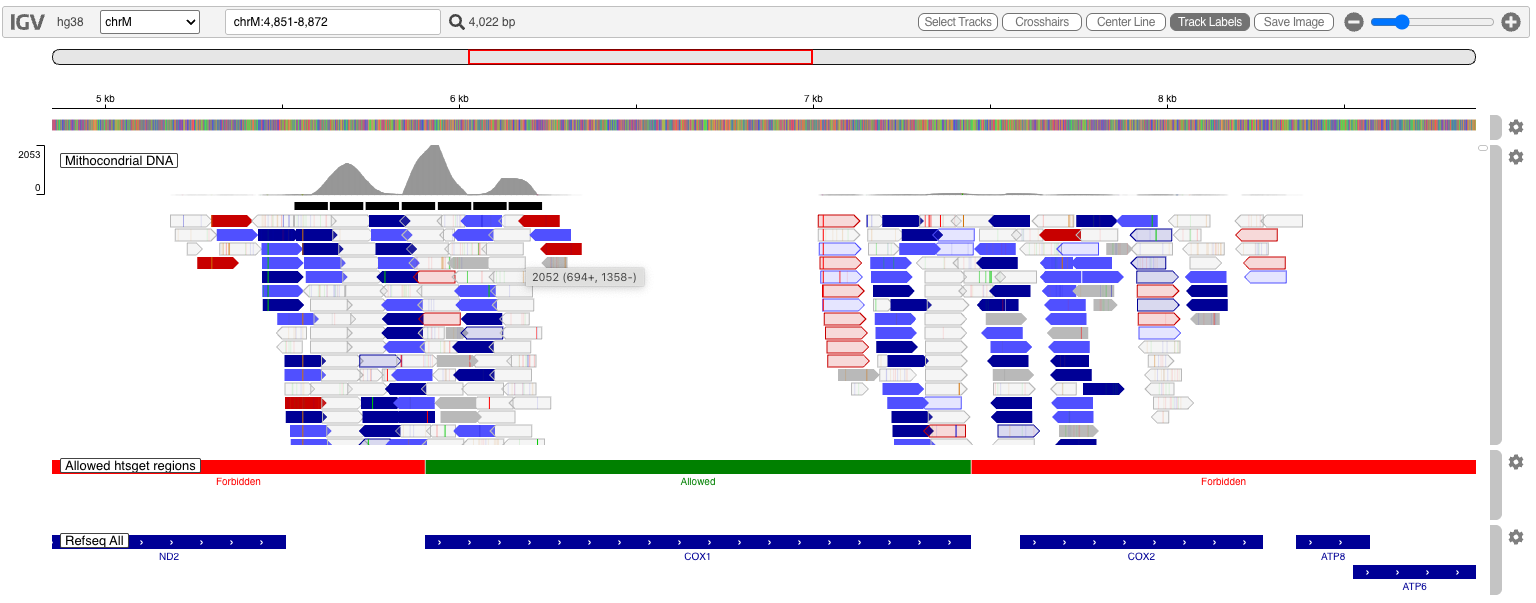 IGV hg38 chrM chrM:4,851-8,872 4,022 bp Select Tracks Crosshairs Center Line Track Labels Save Image
5 kb 6 kb 7 kb 8 kb
2053 Mithocondrial DNA
0
2052 (694+, 1358-)
Allowed htsget regions
Forbidden Allowed Forbidden
Refseq All
ND2 COX1 COX2 ATP8
ATP6